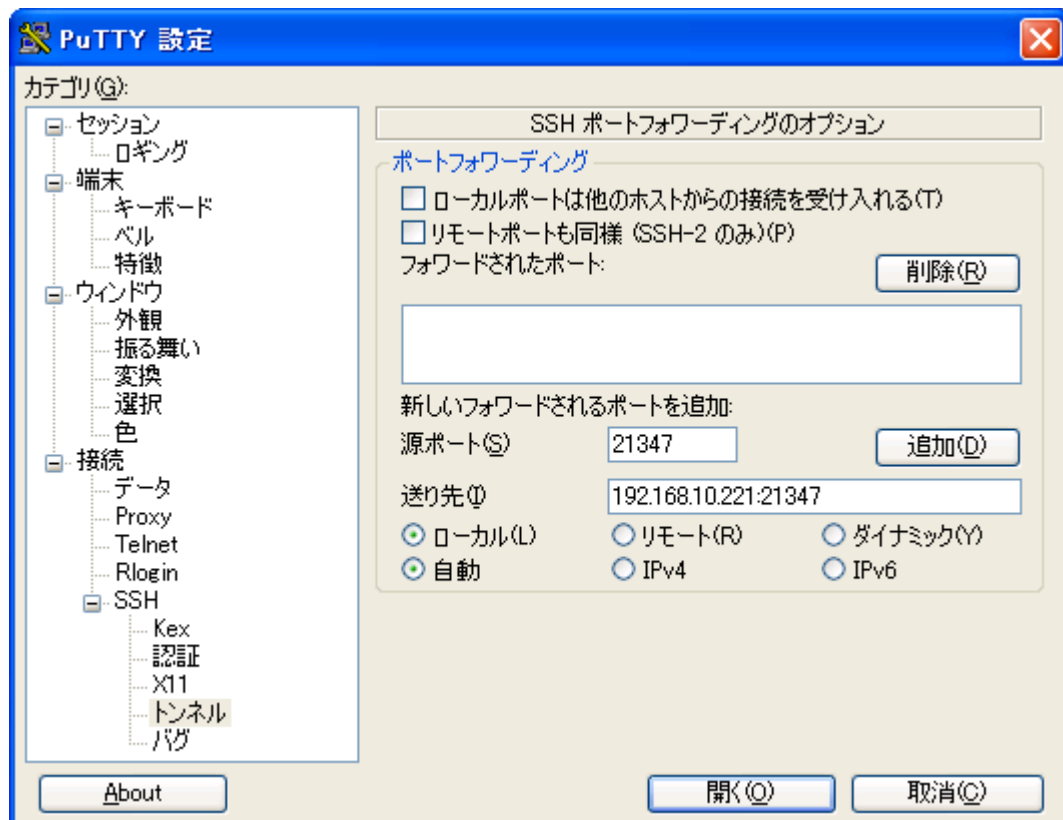 PuTTY 設定
カテゴリ(G):
セッション
ロギング
端末
キーボード
ベル
特徴
ウィンドウ
外観
振る舞い
変換
選択
色
接続
データ
Proxy
Telnet
Rlogin
SSH
Kex
認証
X11
トンネル
バグ
SSH ポートフォワーディングのオプション
ポートフォワーディング
ローカルポートは他のホストからの接続を受け入れる(T)
リモートポートも同様 (SSH-2 のみ)(P)
フォワードされたポート: 削除(R)
新しいフォワードされるポートを追加:
源ポート(S) 21347 追加(D)
送り先(I) 192.168.10.221:21347
ローカル(L) リモート(R) ダイナミック(Y)
自動 IPv4 IPv6
About 開く(O) 取消(C)